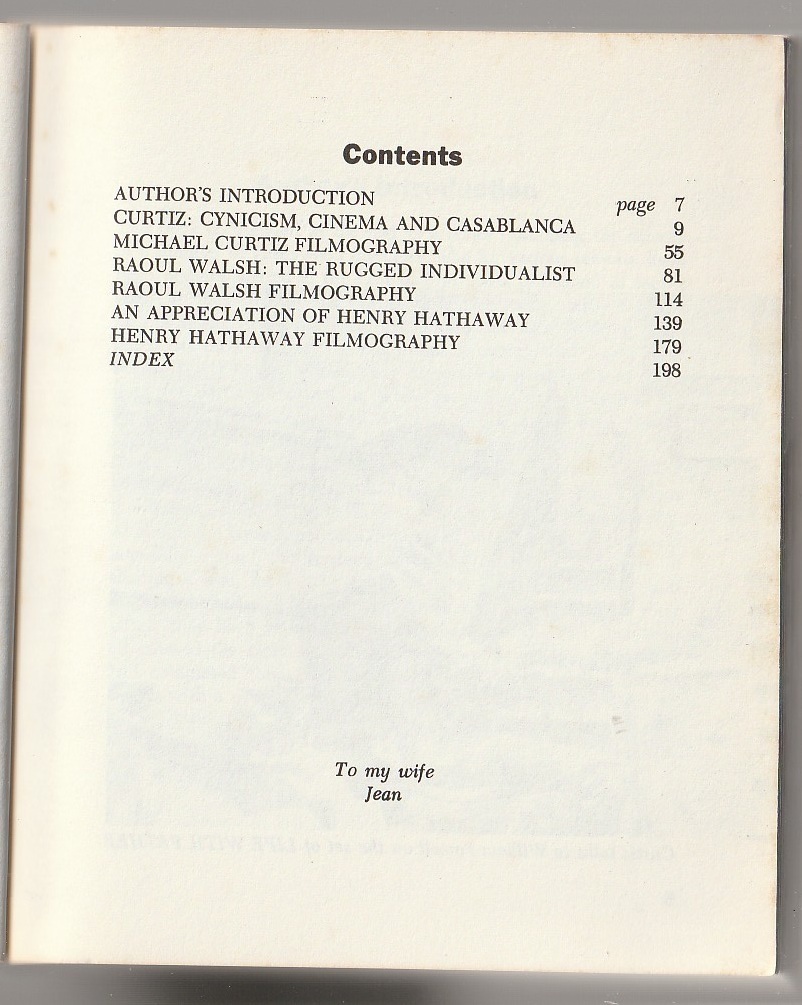 Contents
AUTHOR'S INTRODUCTION page 7
CURTIZ: CYNICISM, CINEMA AND CASABLANCA 9
MICHAEL CURTIZ FILMOGRAPHY 55
RAOUL WALSH: THE RUGGED INDIVIDUALIST 81
RAOUL WALSH FILMOGRAPHY 114
AN APPRECIATION OF HENRY HATHAWAY 139
HENRY HATHAWAY FILMOGRAPHY 179
INDEX 198
To my wife
Jean